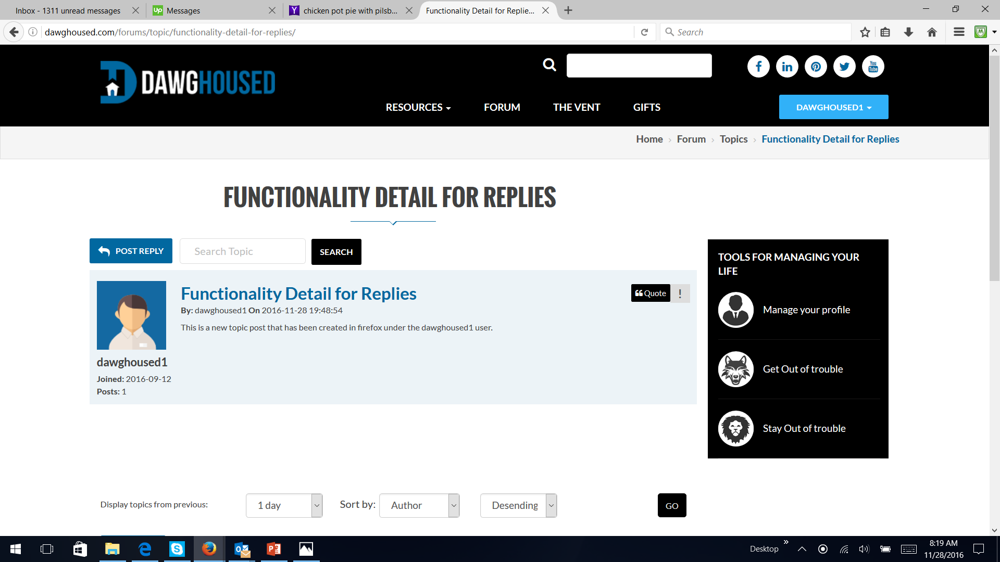 Inbox - 1311 unread messages
up Messages
Y chicken pot pie with pilsb...
Functionality Detail for Replie...
dawghoused.com/forums/topic/functionality-detail-for-replies/
Search
DAWGHOUSED
You Tube
RESOURCES
FORUM
THE VENT
GIFTS
DAWGHOUSED1
Home › Forum › Topics › Functionality Detail for Replies
FUNCTIONALITY DETAIL FOR REPLIES
POST REPLY
Search Topic
SEARCH
Functionality Detail for Replies
Quote !
By: dawghoused1 On 2016-11-28 19:48:54
This is a new topic post that has been created in firefox under the dawghoused1 user.
dawghoused1
Joined: 2016-09-12
Posts: 1
TOOLS FOR MANAGING YOUR
LIFE
Manage your profile
Get Out of trouble
Stay Out of trouble
Display topics from previous:
1 day
Sort by:
Author
Desending
GO
Desktop
8:19 AM
11/28/2016